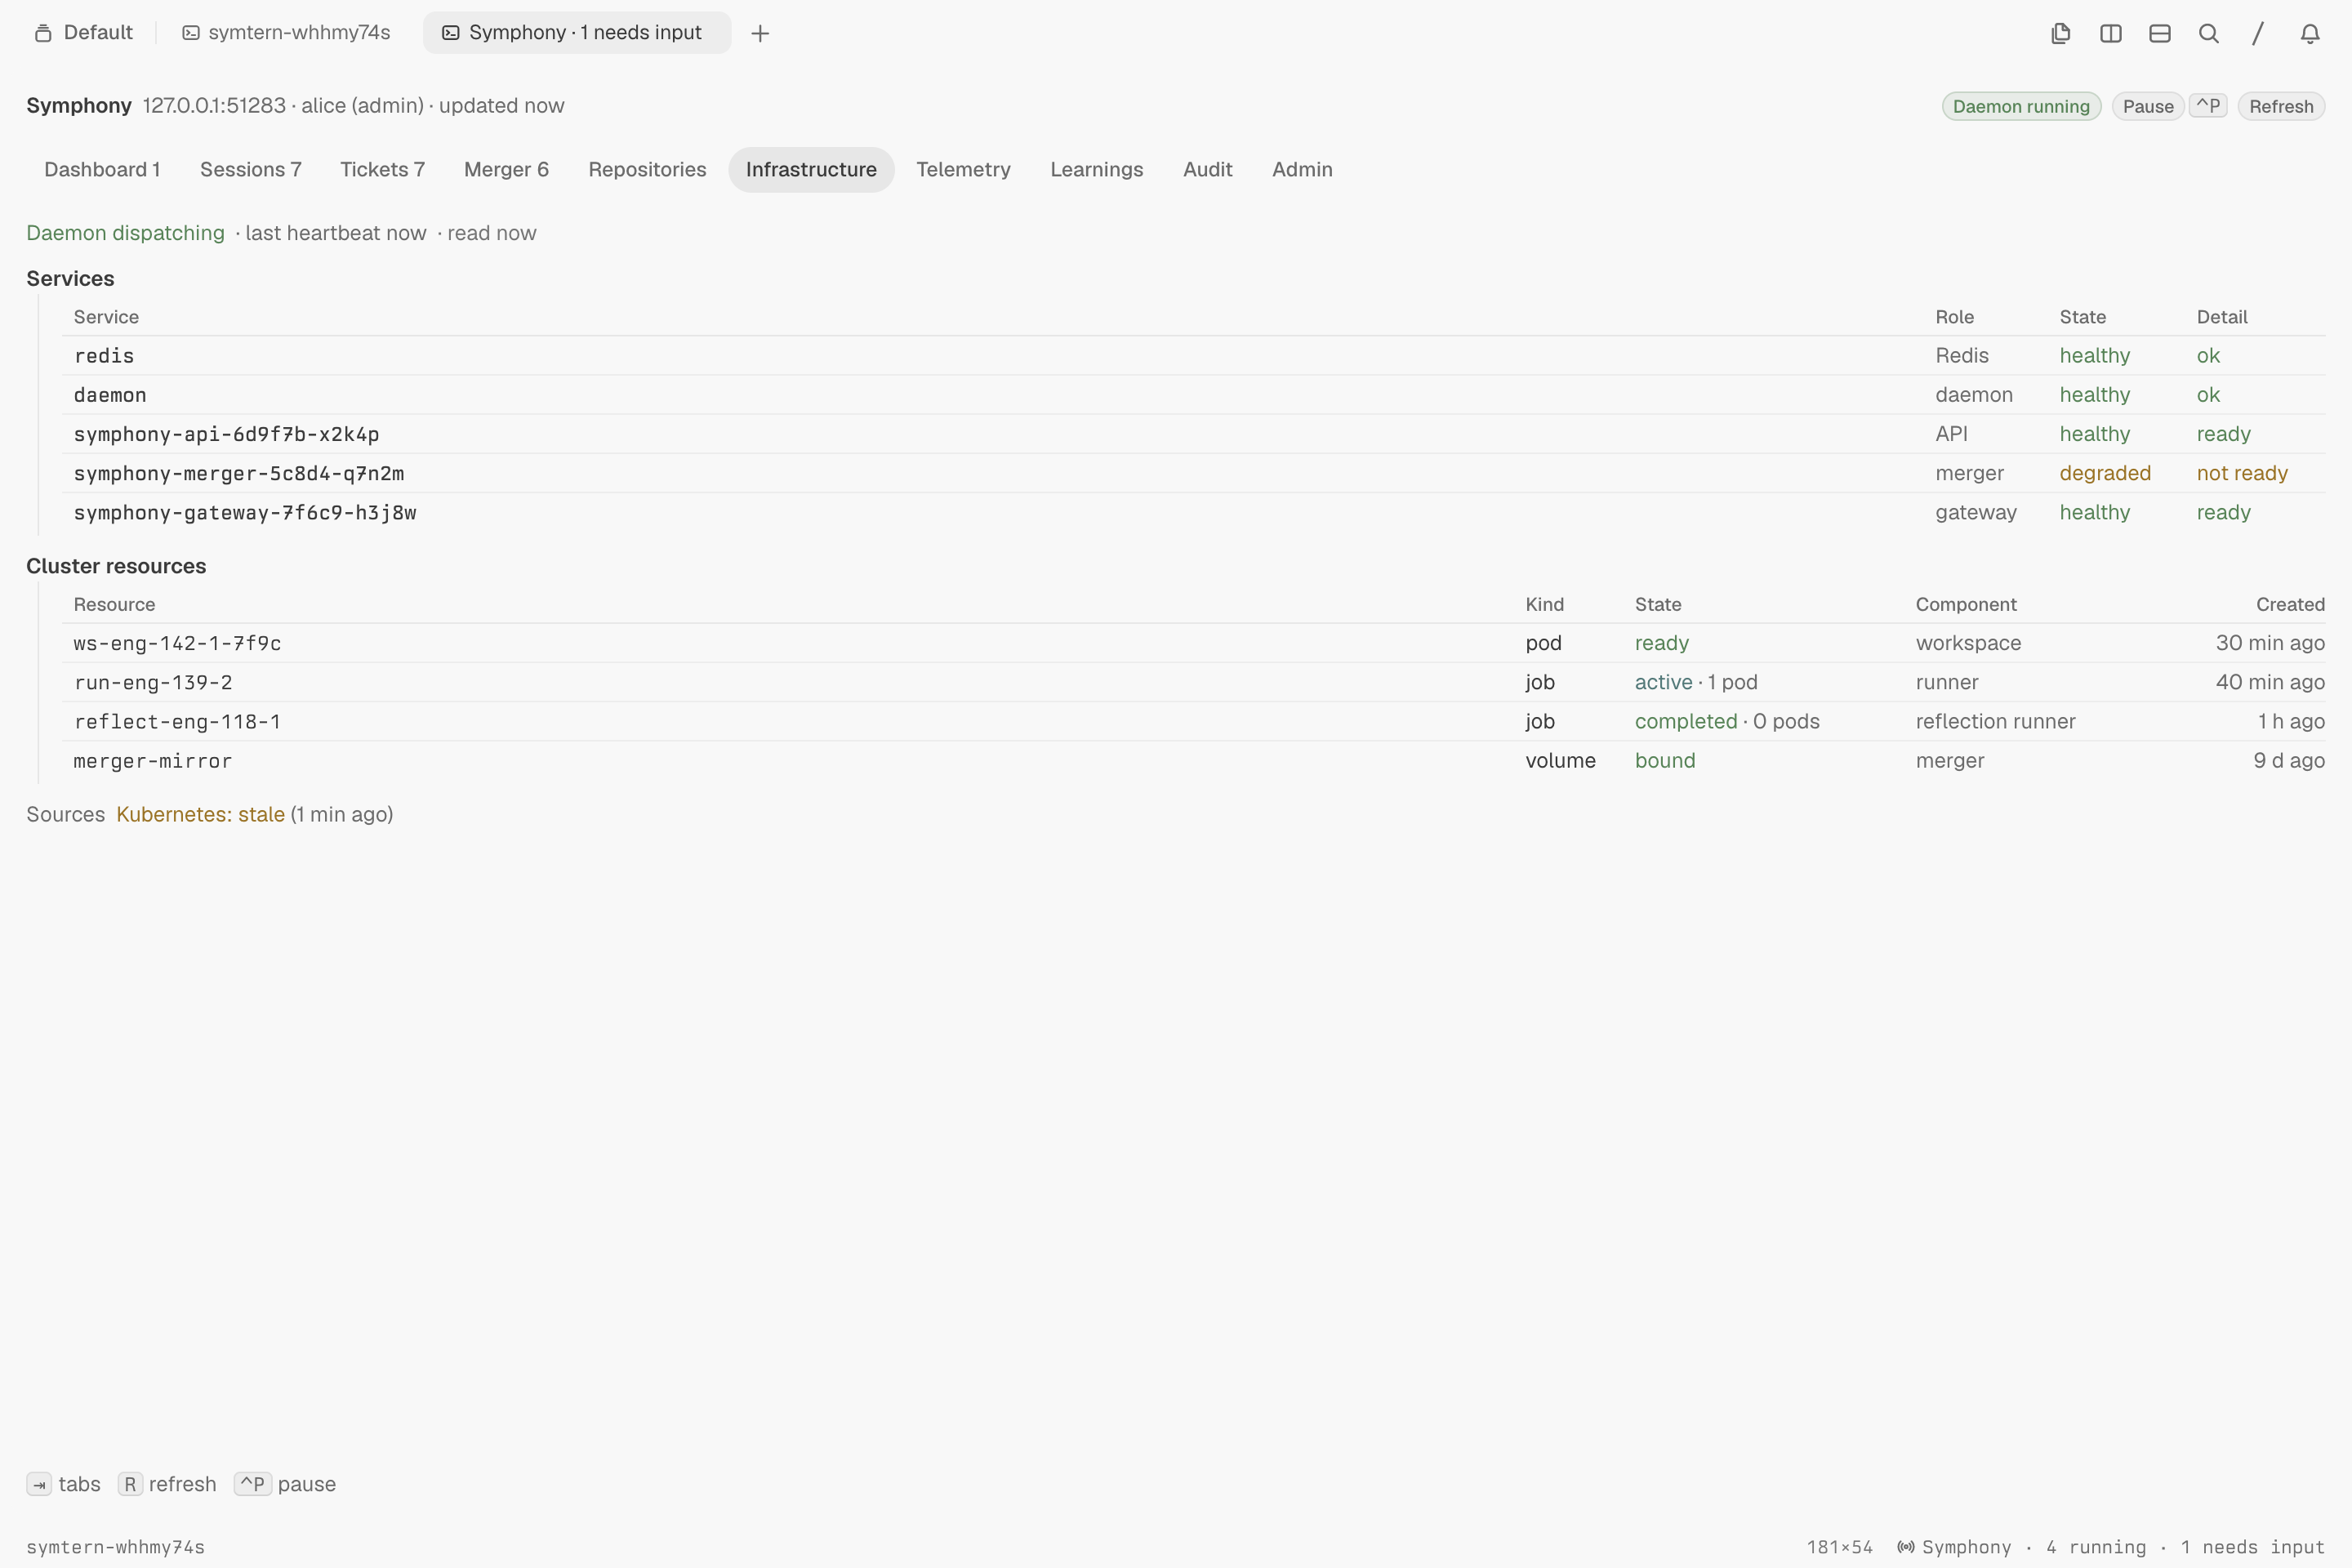 Default symtern-whhmy74s Symphony · 1 needs input
Symphony 127.0.0.1:51283 · alice (admin) · updated now Daemon running Pause ^P Refresh
Dashboard 1 Sessions 7 Tickets 7 Merger 6 Repositories Infrastructure Telemetry Learnings Audit Admin
Daemon dispatching · last heartbeat now · read now
Services
Service Role State Detail
redis Redis healthy ok
daemon daemon healthy ok
symphony-api-6d9f7b-x2k4p API healthy ready
symphony-merger-5c8d4-q7n2m merger degraded not ready
symphony-gateway-7f6c9-h3j8w gateway healthy ready
Cluster resources
Resource Kind State Component Created
ws-eng-142-1-7f9c pod ready workspace 30 min ago
run-eng-139-2 job active · 1 pod runner 40 min ago
reflect-eng-118-1 job completed · 0 pods reflection runner 1 h ago
merger-mirror volume bound merger 9 d ago
Sources Kubernetes: stale (1 min ago)
⇥ tabs R refresh ^P pause
symtern-whhmy74s 181×54 Symphony · 4 running · 1 needs input